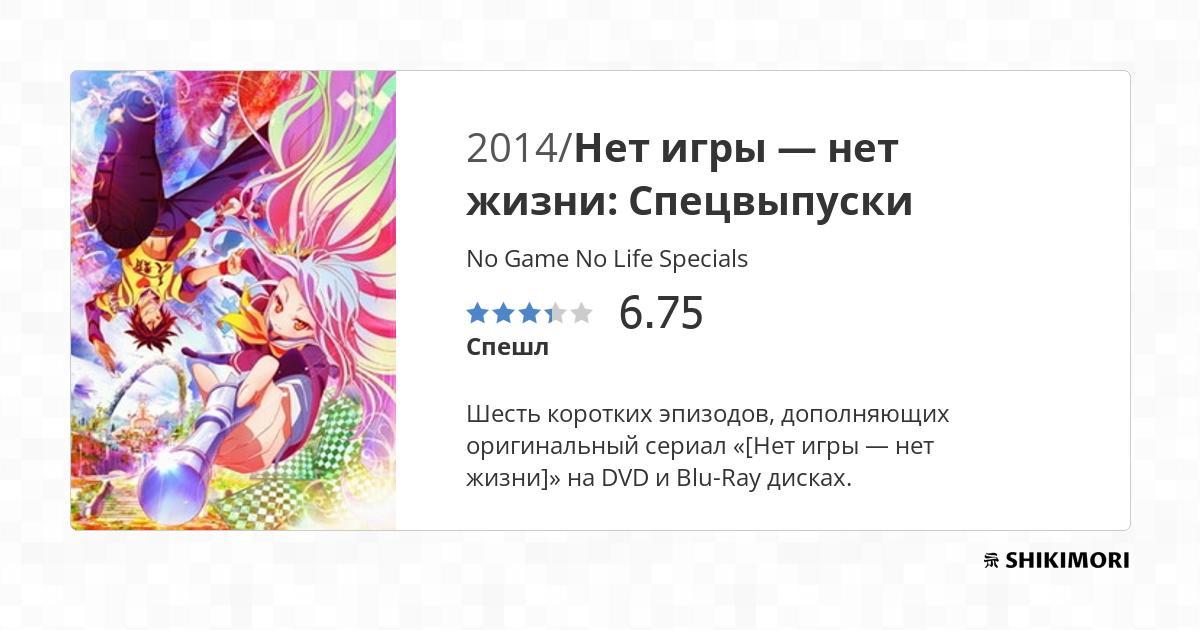 2014/Нет игры — нет
жизни: Спецвыпуски
No Game No Life Specials
6.75
Спешл
Шесть коротких эпизодов, дополняющих
оригинальный сериал «[Нет игры — нет
жизни]» на DVD и Blu-Ray дисках.
SHIKIMORI